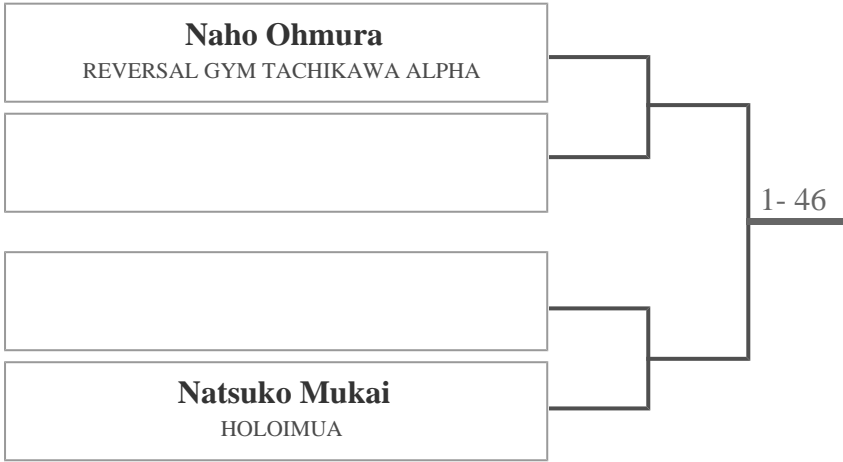 Naho Ohmura
REVERSAL GYM TACHIKAWA ALPHA
1- 46
Natsuko Mukai
HOLOIMUA